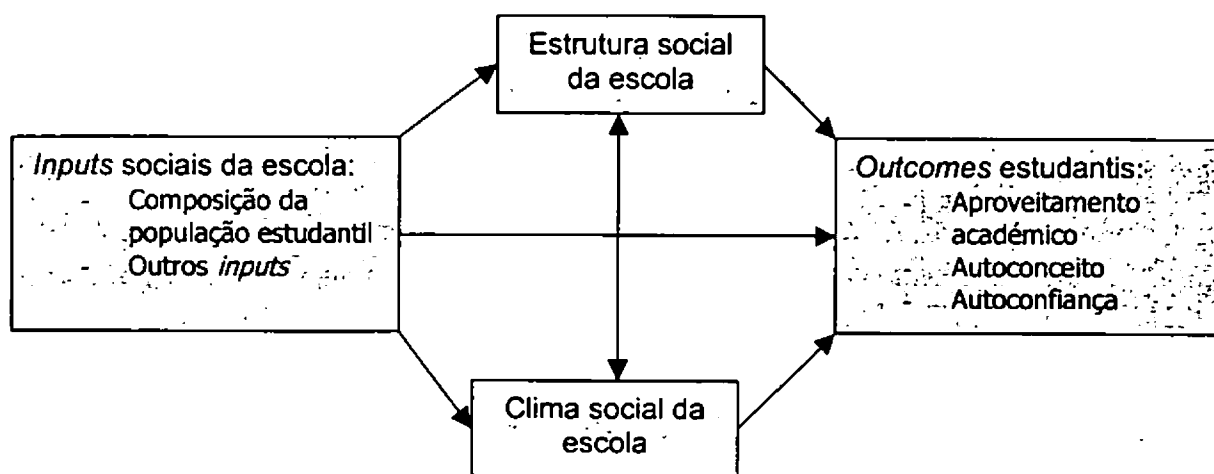 Estrutura social
da escola
Inputs sociais da escola:
- Composição da
população estudantil
- Outros inputs
Outcomes estudantis:
- Aproveitamento
académico
- Autoconceito
- Autoconfiança
Clima social da
escola